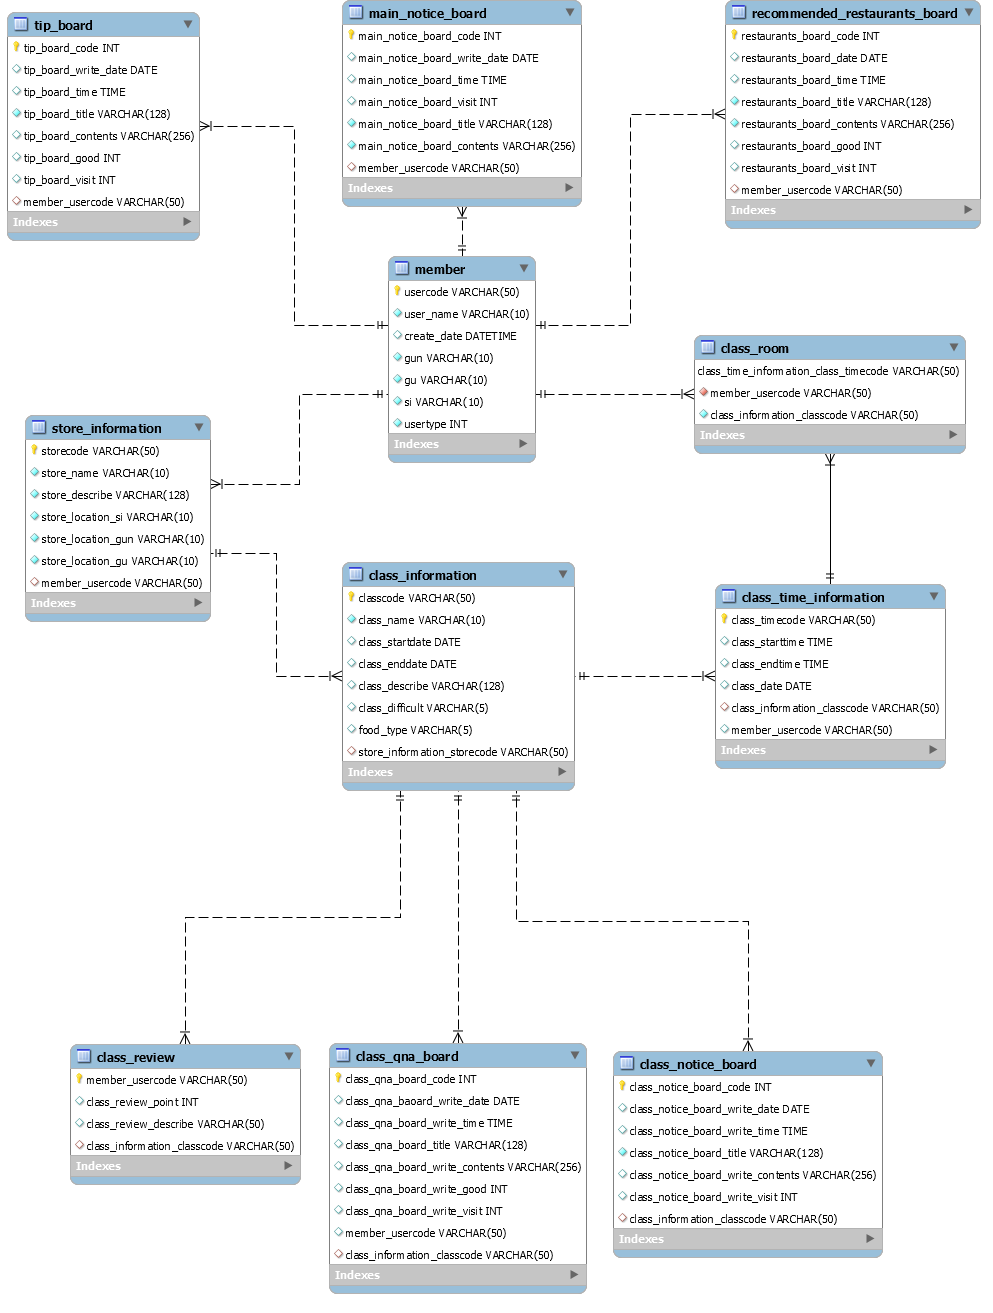 tip_board
tip_board_code INT
tip_board_write_date DATE
tip_board_time TIME
tip_board_title VARCHAR(128)
tip_board_contents VARCHAR(256)
tip_board_good INT
tip_board_visit INT
member_usercode VARCHAR(50)
Indexes
main_notice_board
main_notice_board_code INT
main_notice_board_write_date DATE
main_notice_board_time TIME
main_notice_board_visit INT
main_notice_board_title VARCHAR(128)
main_notice_board_contents VARCHAR(256)
member_usercode VARCHAR(50)
Indexes
recommended_restaurants_board
restaurants_board_code INT
restaurants_board_date DATE
restaurants_board_time TIME
restaurants_board_title VARCHAR(128)
restaurants_board_contents VARCHAR(256)
restaurants_board_good INT
restaurants_board_visit INT
member_usercode VARCHAR(50)
Indexes
member
usercode VARCHAR(50)
user_name VARCHAR(10)
create_date DATETIME
gun VARCHAR(10)
gu VARCHAR(10)
si VARCHAR(10)
usertype INT
Indexes
class_room
class_time_information_class_timecode VARCHAR(50)
member_usercode VARCHAR(50)
class_information_classcode VARCHAR(50)
Indexes
store_information
storecode VARCHAR(50)
store_name VARCHAR(10)
store_describe VARCHAR(128)
store_location_si VARCHAR(10)
store_location_gun VARCHAR(10)
store_location_gu VARCHAR(10)
member_usercode VARCHAR(50)
Indexes
class_information
classcode VARCHAR(50)
class_name VARCHAR(10)
class_startdate DATE
class_enddate DATE
class_describe VARCHAR(128)
class_difficult VARCHAR(5)
food_type VARCHAR(5)
store_information_storecode VARCHAR(50)
Indexes
class_time_information
class_timecode VARCHAR(50)
class_starttime TIME
class_endtime TIME
class_date DATE
class_information_classcode VARCHAR(50)
member_usercode VARCHAR(50)
Indexes
class_review
member_usercode VARCHAR(50)
class_review_point INT
class_review_describe VARCHAR(50)
class_information_classcode VARCHAR(50)
Indexes
class_qna_board
class_qna_board_code INT
class_qna_baoard_write_date DATE
class_qna_board_write_time TIME
class_qna_board_title VARCHAR(128)
class_qna_board_write_contents VARCHAR(256)
class_qna_board_write_good INT
class_qna_board_write_visit INT
member_usercode VARCHAR(50)
class_information_classcode VARCHAR(50)
Indexes
class_notice_board
class_notice_board_code INT
class_notice_board_write_date DATE
class_notice_board_write_time TIME
class_notice_board_title VARCHAR(128)
class_notice_board_write_contents VARCHAR(256)
class_notice_board_write_visit INT
class_information_classcode VARCHAR(50)
Indexes